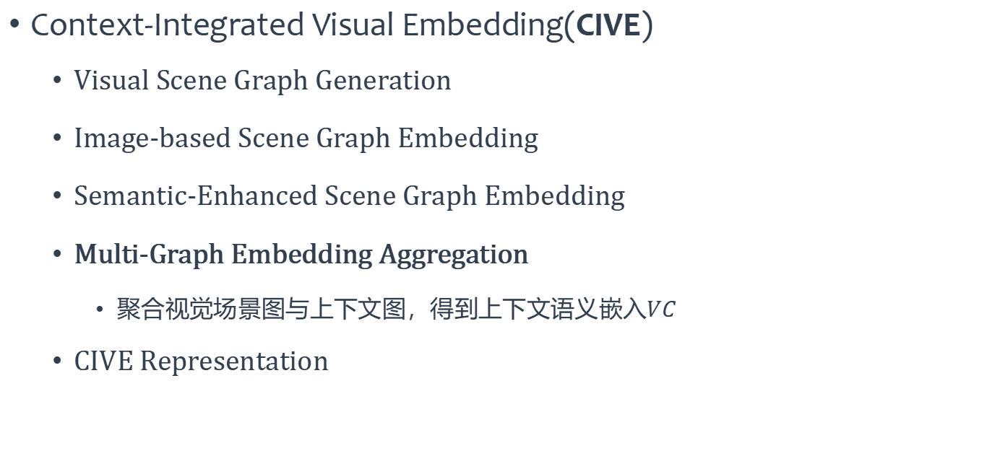 • Context-Integrated Visual Embedding(CIVE)
• Visual Scene Graph Generation
• Image-based Scene Graph Embedding
• Semantic-Enhanced Scene Graph Embedding
• Multi-Graph Embedding Aggregation
• 聚合视觉场景图与上下文图，得到上下文语义嵌入VC
• CIVE Representation